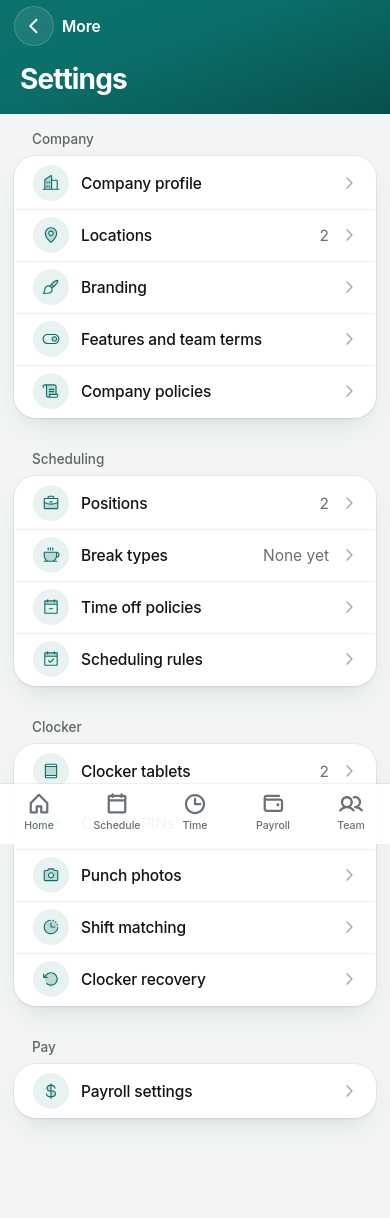 More
Settings
Company
Company profile
Locations 2
Branding
Features and team terms
Company policies
Scheduling
Positions 2
Break types None yet
Time off policies
Scheduling rules
Clocker
Clocker tablets 2
Home Schedule Time Payroll Team
Punch photos
Shift matching
Clocker recovery
Pay
Payroll settings